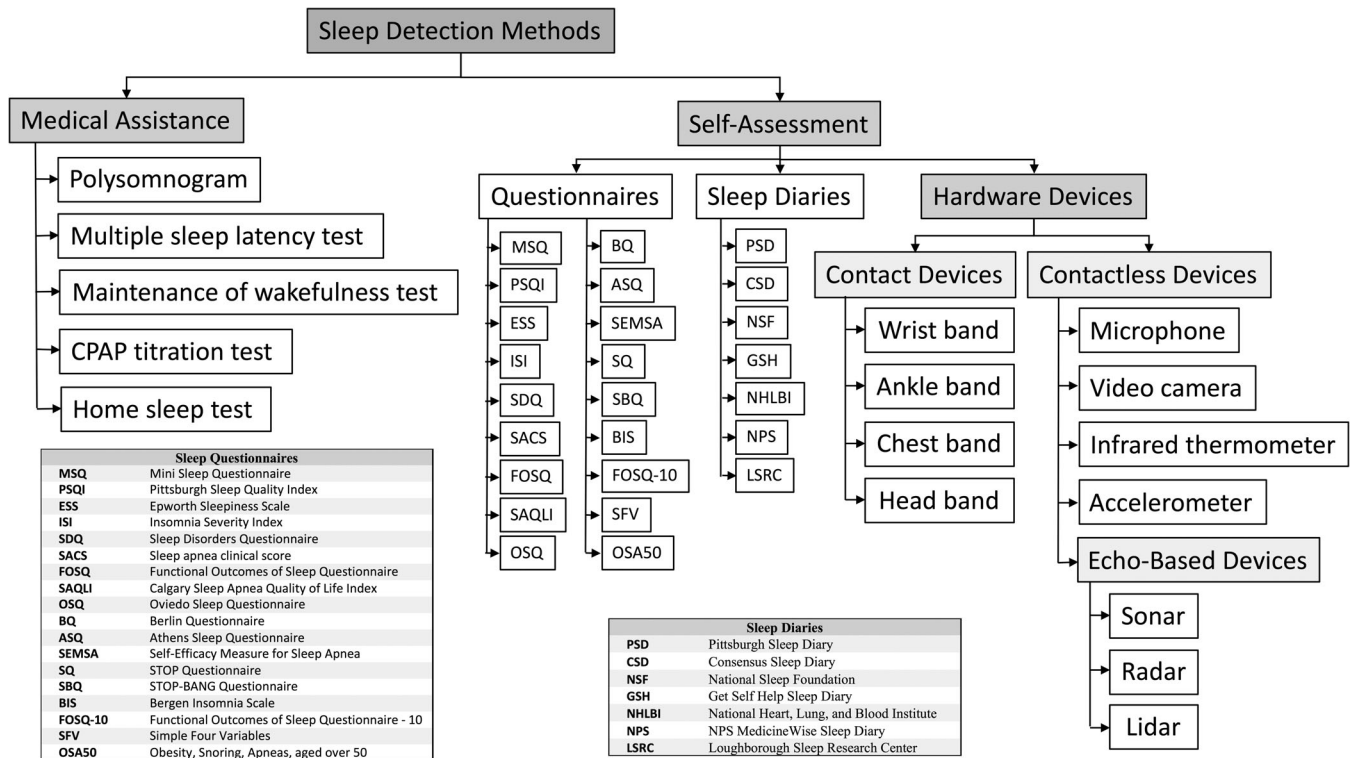 Sleep Detection Methods
Medical Assistance
Polysomnogram
Multiple sleep latency test
Maintenance of wakefulness test
CPAP titration test
Home sleep test
Self-Assessment
Questionnaires
MSQ
PSQI
ESS
ISI
SDQ
SACS
FOSQ
SAQLI
OSQ
BQ
ASQ
SEMSA
SQ
SBQ
BIS
FOSQ-10
SFV
OSA50
Sleep Diaries
PSD
CSD
NSF
GSH
NHLBI
NPS
LSRC
Hardware Devices
Contact Devices
Wrist band
Ankle band
Chest band
Head band
Contactless Devices
Microphone
Video camera
Infrared thermometer
Accelerometer
Echo-Based Devices
Sonar
Radar
Lidar
Sleep Questionnaires
MSQ Mini Sleep Questionnaire
PSQI Pittsburgh Sleep Quality Index
ESS Epworth Sleepiness Scale
ISI Insomnia Severity Index
SDQ Sleep Disorders Questionnaire
SACS Sleep apnea clinical score
FOSQ Functional Outcomes of Sleep Questionnaire
SAQLI Calgary Sleep Apnea Quality of Life Index
OSQ Oviedo Sleep Questionnaire
BQ Berlin Questionnaire
ASQ Athens Sleep Questionnaire
SEMSA Self-Efficacy Measure for Sleep Apnea
SQ STOP Questionnaire
SBQ STOP-BANG Questionnaire
BIS Bergen Insomnia Scale
FOSQ-10 Functional Outcomes of Sleep Questionnaire - 10
SFV Simple Four Variables
OSA50 Obesity, Snoring, Apneas, aged over 50
Sleep Diaries
PSD Pittsburgh Sleep Diary
CSD Consensus Sleep Diary
NSF National Sleep Foundation
GSH Get Self Help Sleep Diary
NHLBI National Heart, Lung, and Blood Institute
NPS NPS MedicineWise Sleep Diary
LSRC Loughborough Sleep Research Center